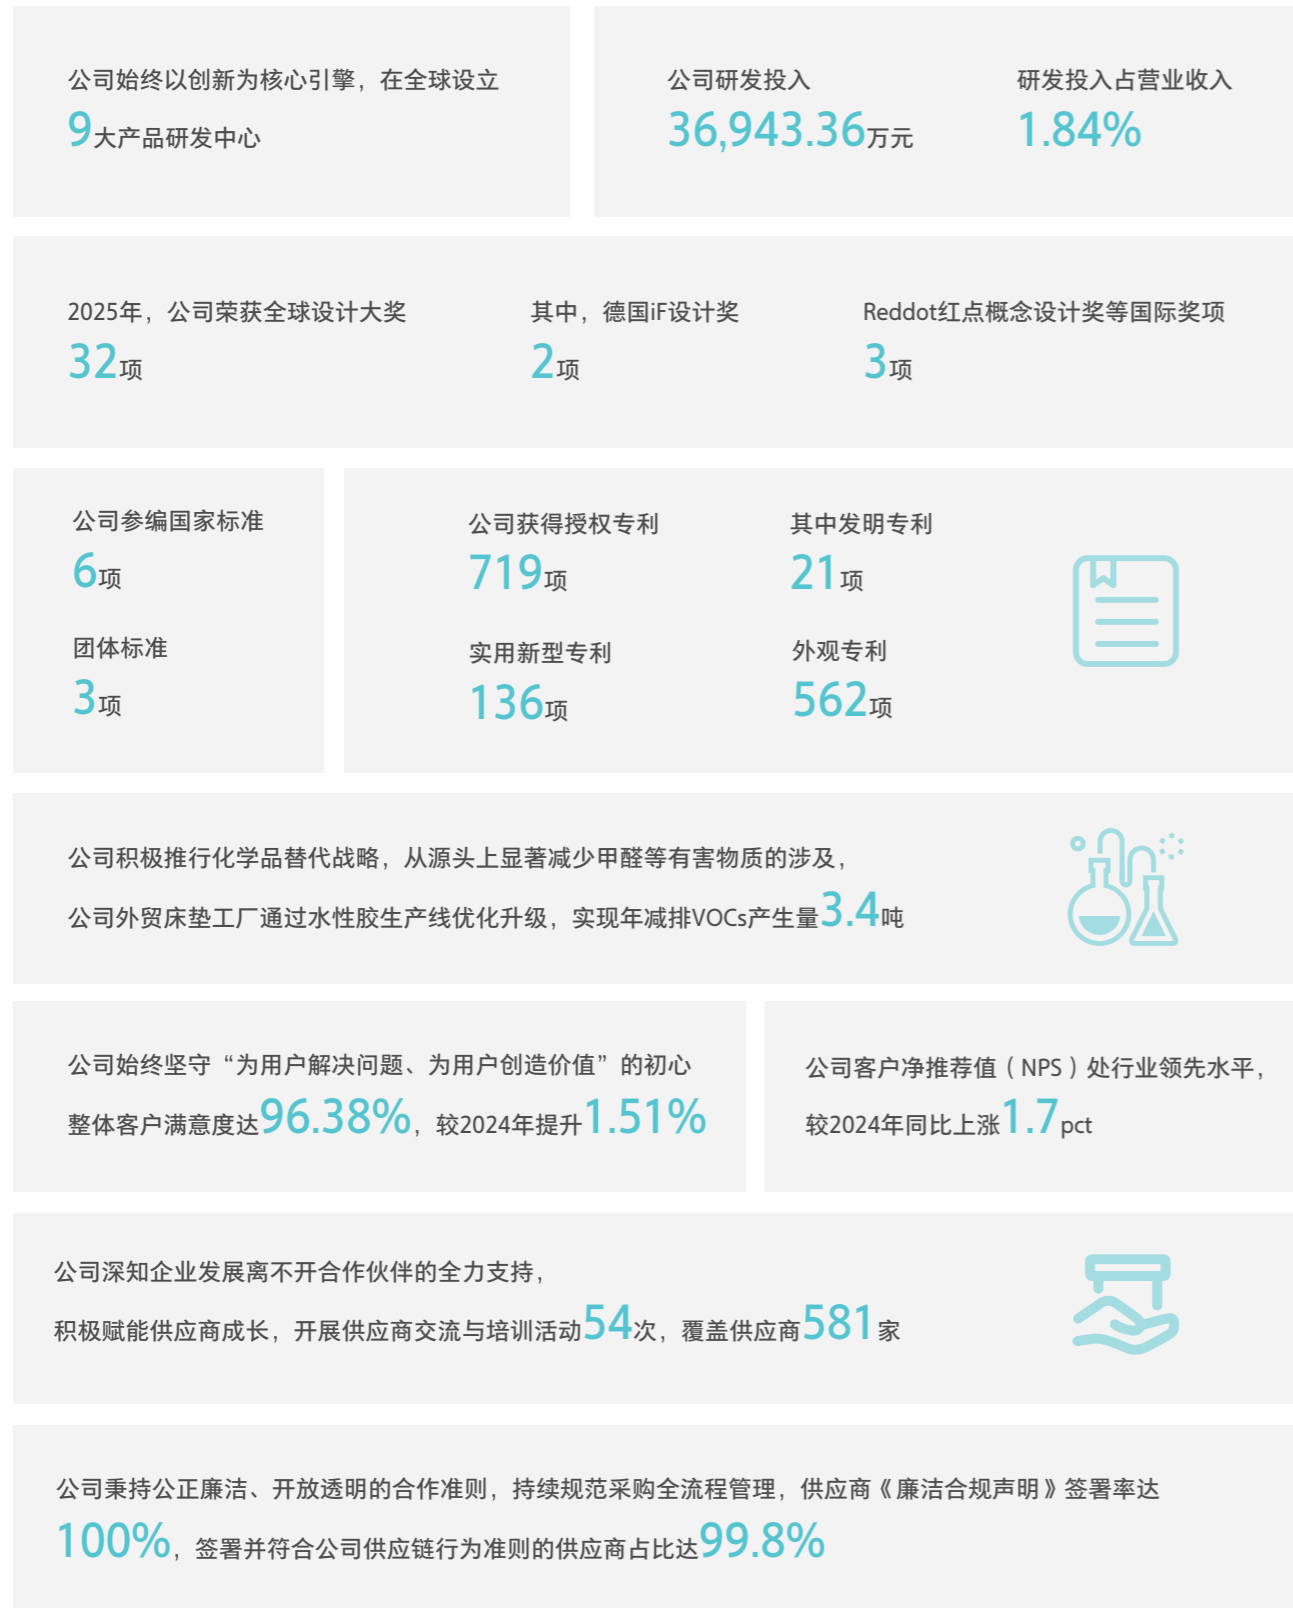 公司始终以创新为核心引擎，在全球设立
9大产品研发中心
公司研发投入
36,943.36万元
研发投入占营业收入
1.84%
2025年，公司荣获全球设计大奖
32项
其中，德国iF设计奖
2项
Reddot红点概念设计奖等国际奖项
3项
公司参编国家标准
6项
团体标准
3项
公司获得授权专利
719项
其中发明专利
21项
实用新型专利
136项
外观专利
562项
公司积极推行化学品替代战略，从源头上显著减少甲醛等有害物质的涉及，
公司外贸床垫工厂通过水性胶生产线优化升级，实现年减排VOCs产生量3.4吨
公司始终坚守“为用户解决问题、为用户创造价值”的初心
整体客户满意度达96.38%，较2024年提升1.51%
公司客户净推荐值（NPS）处行业领先水平，
较2024年同比上涨1.7pct
公司深知企业发展离不开合作伙伴的全力支持，
积极赋能供应商成长，开展供应商交流与培训活动54次，覆盖供应商581家
公司秉持公正廉洁、开放透明的合作准则，持续规范采购全流程管理，供应商《廉洁合规声明》签署率达
100%，签署并符合公司供应链行为准则的供应商占比达99.8%